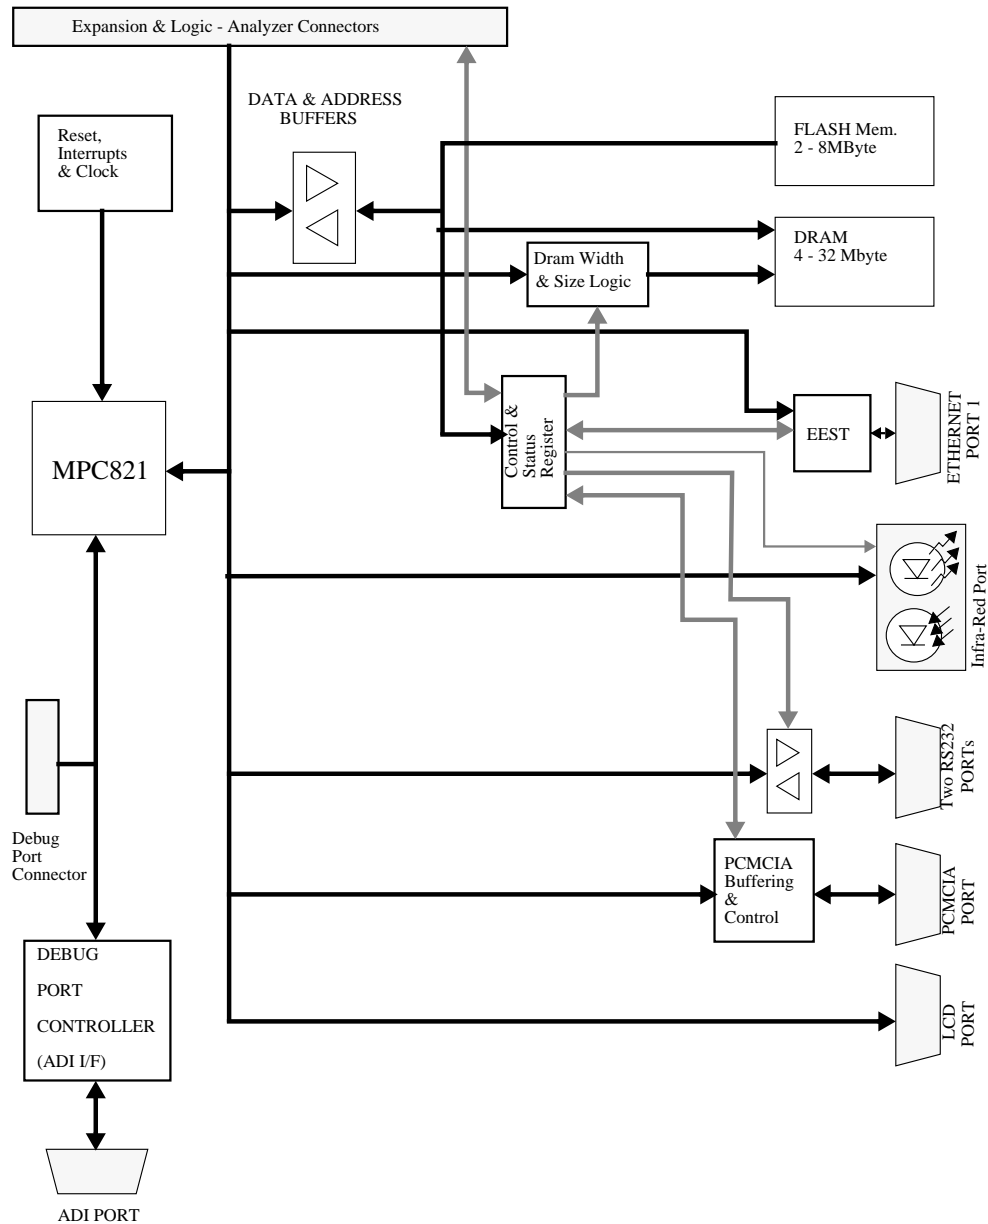 Expansion & Logic - Analyzer Connectors
DATA & ADDRESS
BUFFERS
FLASH Mem.
2 - 8MByte
Reset,
Interrupts
& Clock
DRAM
4 - 32 Mbyte
Dram Width
& Size Logic
Control &
Status
Register
EEST
ETHERNET
PORT 1
MPC821
Infra-Red Port
Two RS232
PORTs
Debug
Port
Connector
PCMCIA
Buffering
&
Control
PCMCIA
PORT
DEBUG
PORT
CONTROLLER
(ADI I/F)
LCD
PORT
ADI PORT